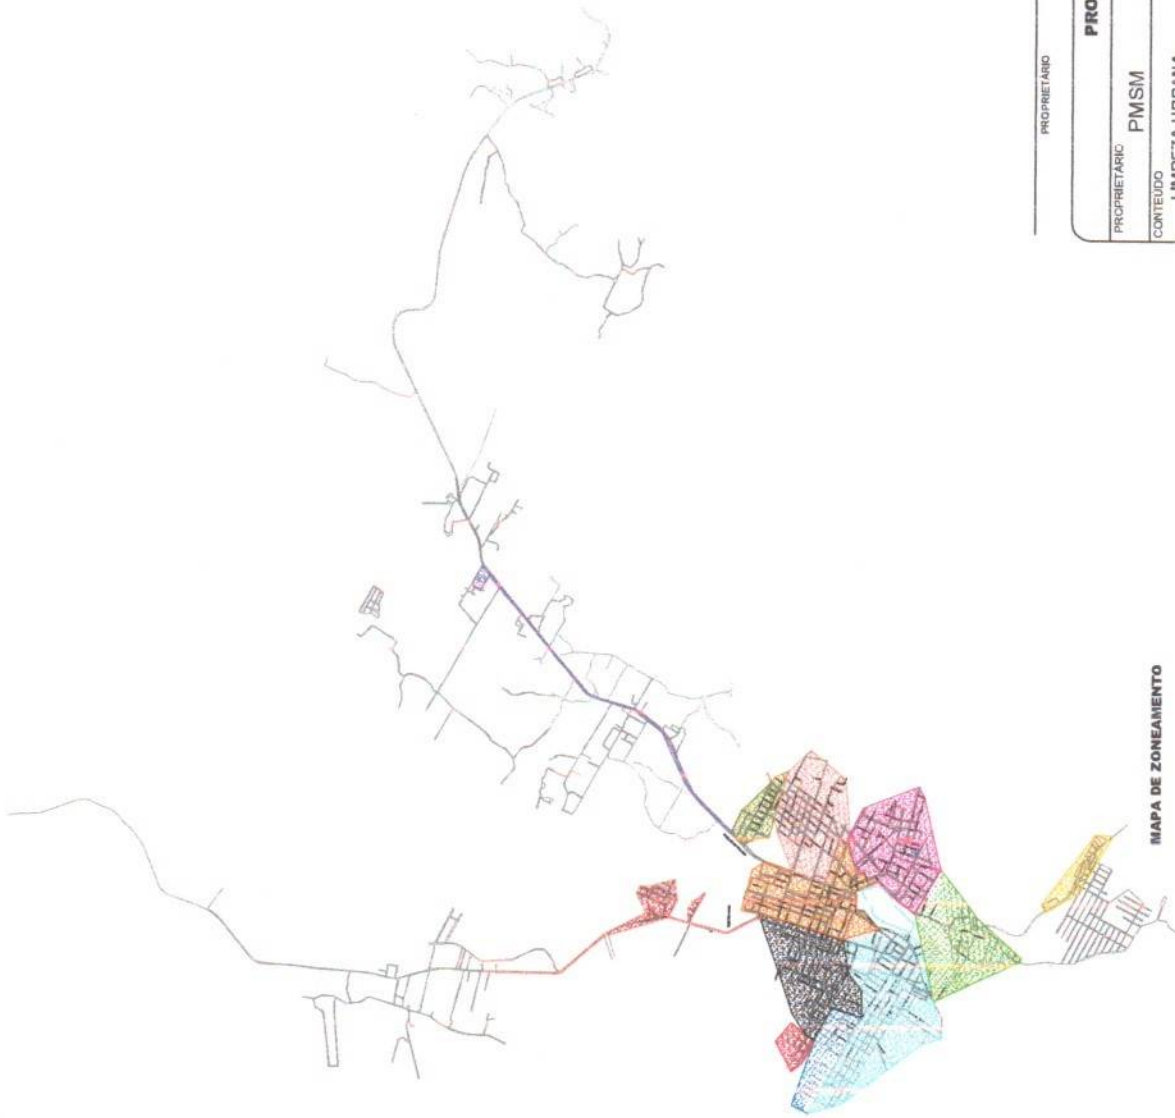 PROPRIETÁRIO
PRO
PROPRIETÁRIO
PMSM
CONTEÚDO
MAPA DE ZONEAMENTO